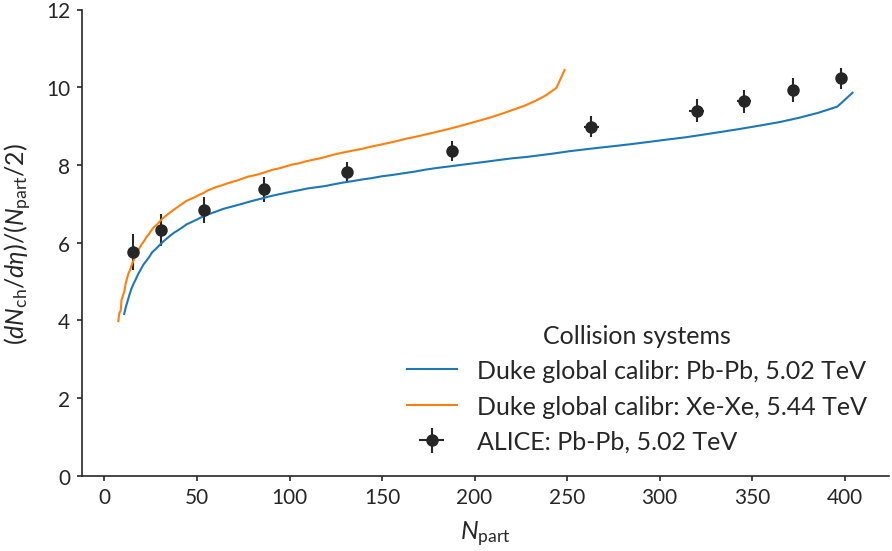 12
10
8
6
4
2
0
(dN_ch/dη)/(N_part/2)
Collision systems
Duke global calibr: Pb-Pb, 5.02 TeV
Duke global calibr: Xe-Xe, 5.44 TeV
ALICE: Pb-Pb, 5.02 TeV
0 50 100 150 200 250 300 350 400
N_part